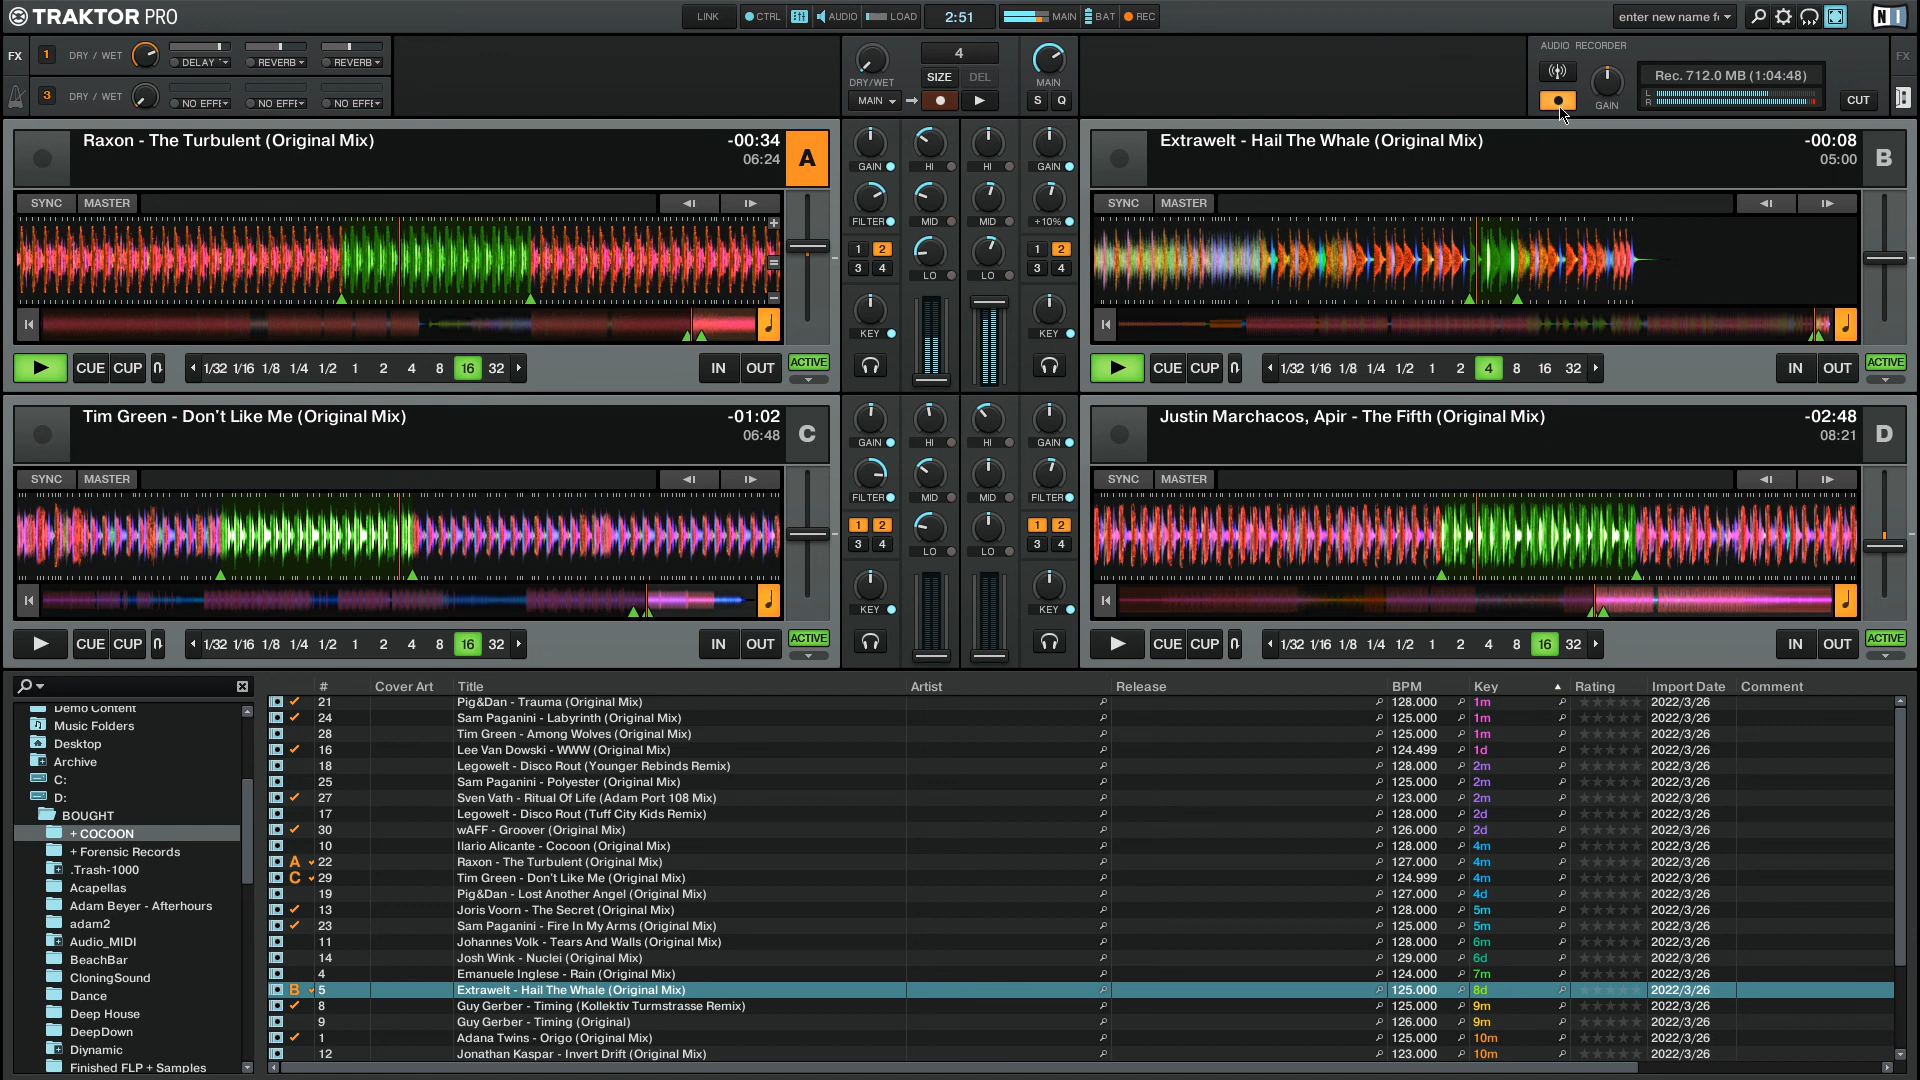 TRAKTOR PRO
LINK CTRL AUDIO LOAD 2:51 MAIN BAT REC enter new name f
FX 1 DRY / WET DELAY REVERB REVERB
3 DRY / WET NO EFFE NO EFFE NO EFFE
DRY/WET 4 MAIN
SIZE DEL
MAIN S Q
AUDIO RECORDER FX
Rec. 712.0 MB (1:04:48)
L
R
GAIN CUT
Raxon - The Turbulent (Original Mix) -00:34 A
06:24
SYNC MASTER
CUE CUP 1/32 1/16 1/8 1/4 1/2 1 2 4 8 16 32 IN OUT ACTIVE
GAIN HI HI GAIN
FILTER MID MID +10%
1 2 1 2
3 4 LO LO 3 4
KEY KEY
Extrawelt - Hail The Whale (Original Mix) -00:08 B
05:00
SYNC MASTER
CUE CUP 1/32 1/16 1/8 1/4 1/2 1 2 4 8 16 32 IN OUT ACTIVE
Tim Green - Don't Like Me (Original Mix) -01:02 C
06:48
SYNC MASTER
CUE CUP 1/32 1/16 1/8 1/4 1/2 1 2 4 8 16 32 IN OUT ACTIVE
GAIN HI HI GAIN
FILTER MID MID FILTER
1 2 1 2
3 4 LO LO 3 4
KEY KEY
Justin Marchacos, Apir - The Fifth (Original Mix) -02:48 D
08:21
SYNC MASTER
CUE CUP 1/32 1/16 1/8 1/4 1/2 1 2 4 8 16 32 IN OUT ACTIVE
Demo Content
Music Folders
Desktop
Archive
C:
D:
BOUGHT
+ COCOON
+ Forensic Records
.Trash-1000
Acapellas
Adam Beyer - Afterhours
adam2
Audio_MIDI
BeachBar
CloningSound
Dance
Deep House
DeepDown
Diynamic
Finished FLP + Samples
# Cover Art Title Artist Release BPM Key Rating Import Date Comment
21 Pig&Dan - Trauma (Original Mix) 128.000 1m 2022/3/26
24 Sam Paganini - Labyrinth (Original Mix) 125.000 1m 2022/3/26
28 Tim Green - Among Wolves (Original Mix) 125.000 1m 2022/3/26
16 Lee Van Dowski - WWW (Original Mix) 124.499 1d 2022/3/26
18 Legowelt - Disco Rout (Younger Rebinds Remix) 128.000 2m 2022/3/26
25 Sam Paganini - Polyester (Original Mix) 125.000 2m 2022/3/26
27 Sven Vath - Ritual Of Life (Adam Port 108 Mix) 123.000 2m 2022/3/26
17 Legowelt - Disco Rout (Tuff City Kids Remix) 128.000 2d 2022/3/26
30 wAFF - Groover (Original Mix) 126.000 2d 2022/3/26
10 Ilario Alicante - Cocoon (Original Mix) 128.000 4m 2022/3/26
A 22 Raxon - The Turbulent (Original Mix) 127.000 4m 2022/3/26
C 29 Tim Green - Don't Like Me (Original Mix) 124.999 4m 2022/3/26
19 Pig&Dan - Lost Another Angel (Original Mix) 127.000 4d 2022/3/26
13 Joris Voorn - The Secret (Original Mix) 128.000 5m 2022/3/26
23 Sam Paganini - Fire In My Arms (Original Mix) 125.000 5m 2022/3/26
11 Johannes Volk - Tears And Walls (Original Mix) 128.000 6m 2022/3/26
14 Josh Wink - Nuclei (Original Mix) 129.000 6d 2022/3/26
4 Emanuele Inglese - Rain (Original Mix) 124.000 7m 2022/3/26
B 5 Extrawelt - Hail The Whale (Original Mix) 125.000 8d 2022/3/26
8 Guy Gerber - Timing (Kollektiv Turmstrasse Remix) 125.000 9m 2022/3/26
9 Guy Gerber - Timing (Original) 126.000 9m 2022/3/26
1 Adana Twins - Origo (Original Mix) 125.000 10m 2022/3/26
12 Jonathan Kaspar - Invert Drift (Original Mix) 123.000 10m 2022/3/26